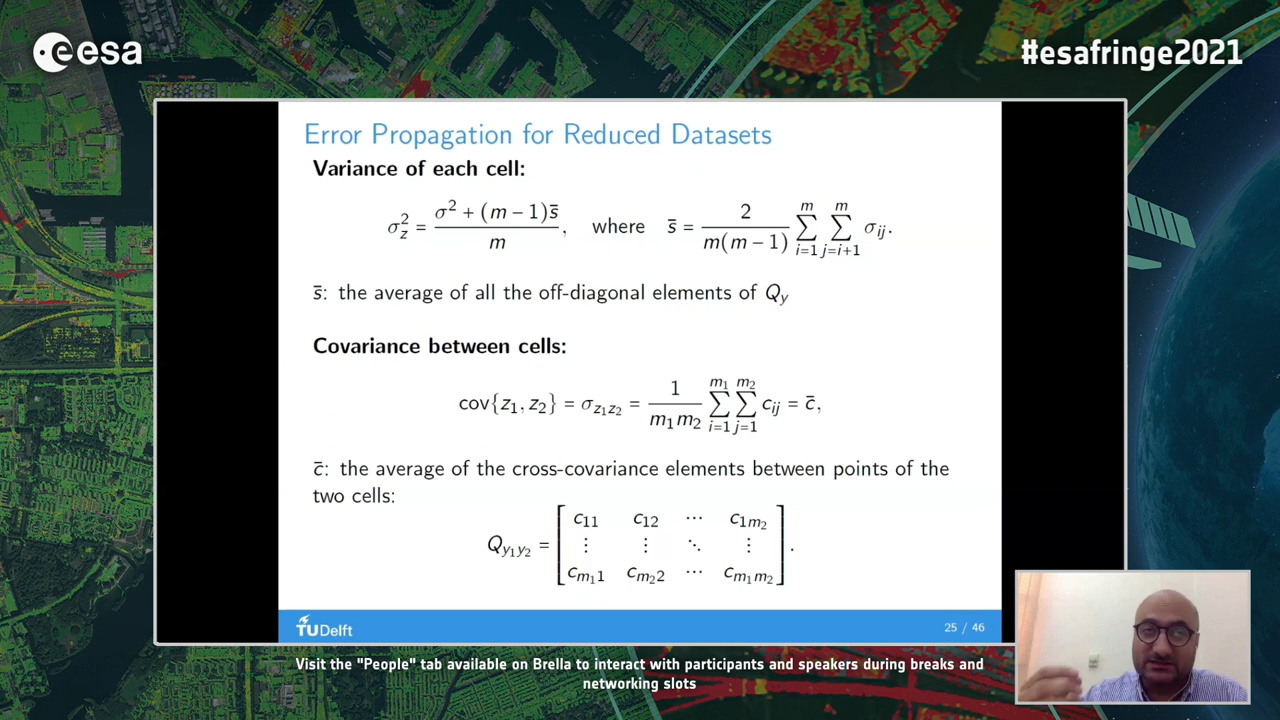 esa
#esafringe2021
Error Propagation for Reduced Datasets
Variance of each cell:
σ_z^2 = (σ^2 + (m − 1)s̄) / m, where s̄ = 2 / (m(m − 1)) ∑_{i=1}^{m} ∑_{j=i+1}^{m} σ_ij.
s̄: the average of all the off-diagonal elements of Q_y
Covariance between cells:
cov{z_1, z_2} = σ_{z_1 z_2} = 1 / (m_1 m_2) ∑_{i=1}^{m_1} ∑_{j=1}^{m_2} c_ij = c̄,
c̄: the average of the cross-covariance elements between points of the
two cells:
Q_{y_1 y_2} = [ c_11 c_12 ⋯ c_{1m_2}
⋮ ⋮ ⋱ ⋮
c_{m_1 1} c_{m_2 2} ⋯ c_{m_1 m_2} ].
TUDelft
25 / 46
Visit the "People" tab available on Brella to interact with participants and speakers during breaks and
networking slots